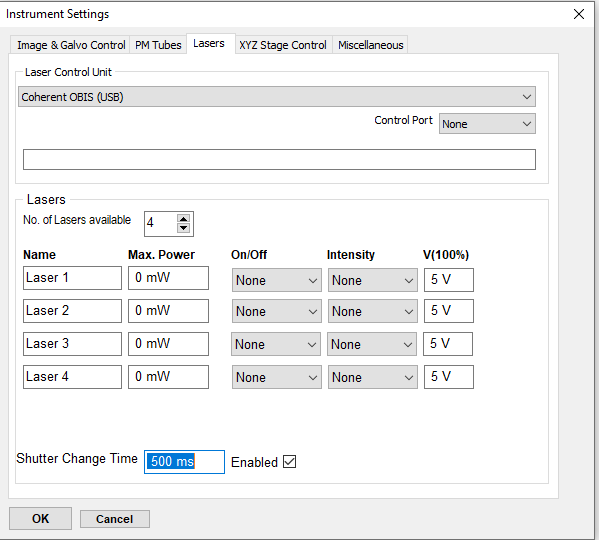 Instrument Settings
Image & Galvo Control PM Tubes Lasers XYZ Stage Control Miscellaneous
Laser Control Unit
Coherent OBIS (USB)
Control Port None
Lasers
No. of Lasers available 4
Name Max. Power On/Off Intensity V(100%)
Laser 1 0 mW None None 5 V
Laser 2 0 mW None None 5 V
Laser 3 0 mW None None 5 V
Laser 4 0 mW None None 5 V
Shutter Change Time 500 ms Enabled
OK Cancel